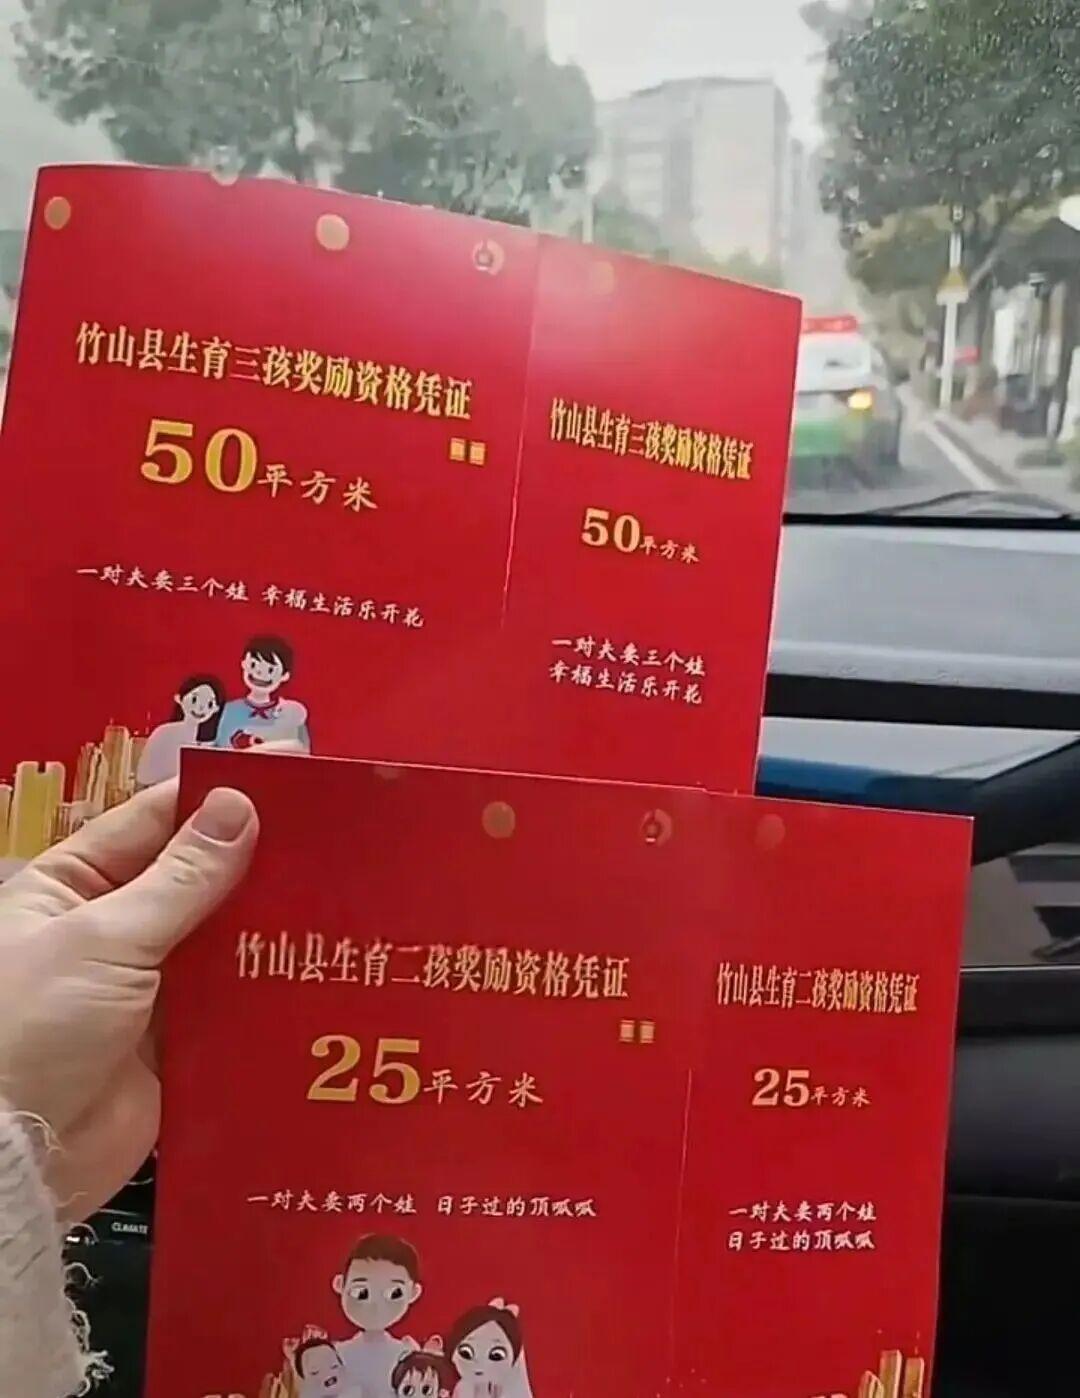 竹山县生育三孩奖励资格凭证
50平方米
一对夫妻三个娃 幸福生活乐开花
竹山县生育三孩奖励资格凭证
50平方米
一对夫妻三个娃
幸福生活乐开花
竹山县生育二孩奖励资格凭证
25平方米
一对夫妻两个娃 日子过的顶呱呱
竹山县生育二孩奖励资格凭证
25平方米
一对夫妻两个娃
日子过的顶呱呱
CLIMATE